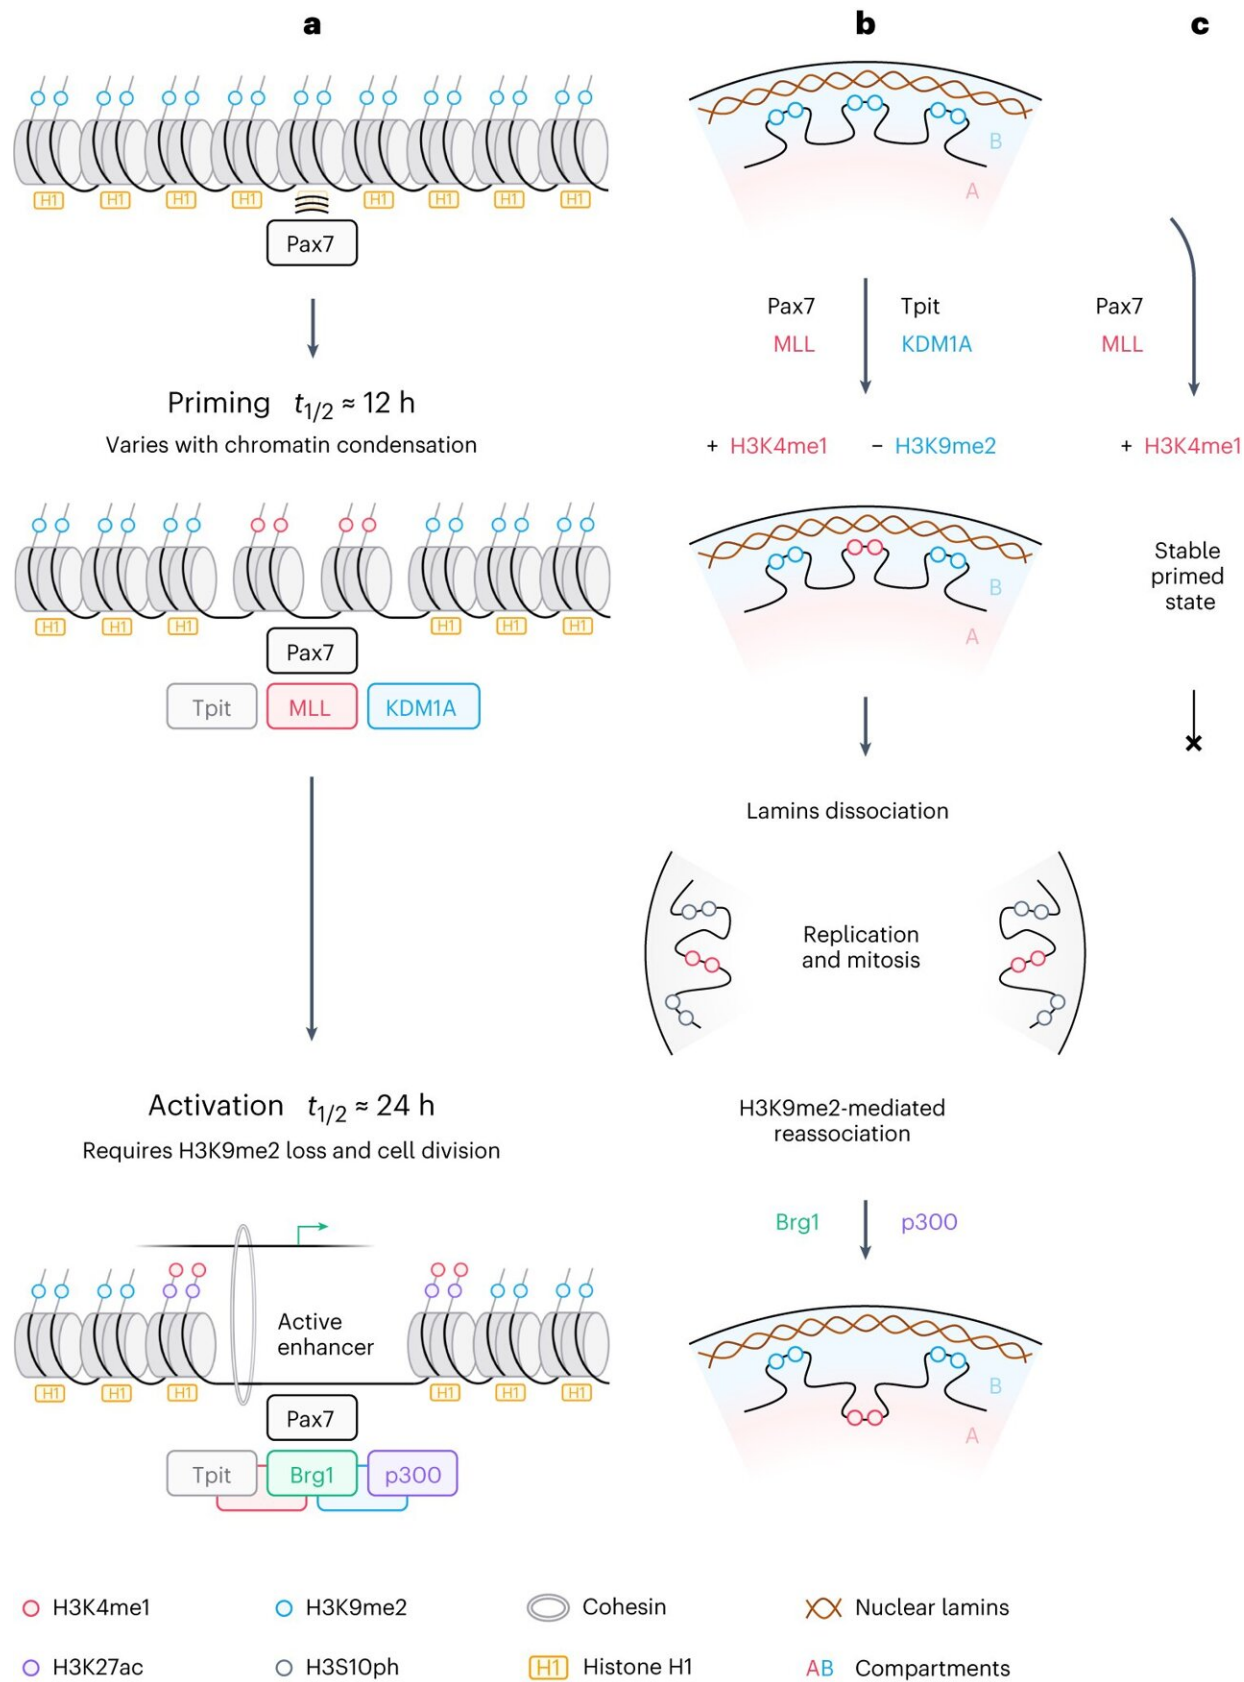 a
b
c
H1 H1 H1 H1 H1 H1 H1 H1
Pax7
B
A
Priming t1/2 ≈ 12 h
Varies with chromatin condensation
Pax7
MLL
Tpit
KDM1A
Pax7
MLL
+ H3K4me1
− H3K9me2
+ H3K4me1
H1 H1 H1 H1 H1 H1
Pax7
Tpit MLL KDM1A
B
A
Stable
primed
state
Lamins dissociation
Replication
and mitosis
H3K9me2-mediated
reassociation
Activation t1/2 ≈ 24 h
Requires H3K9me2 loss and cell division
Brg1
p300
Active
enhancer
H1 H1 H1 H1 H1 H1
Pax7
Tpit Brg1 p300
B
A
H3K4me1
H3K9me2
Cohesin
Nuclear lamins
H3K27ac
H3S10ph
H1 Histone H1
AB Compartments